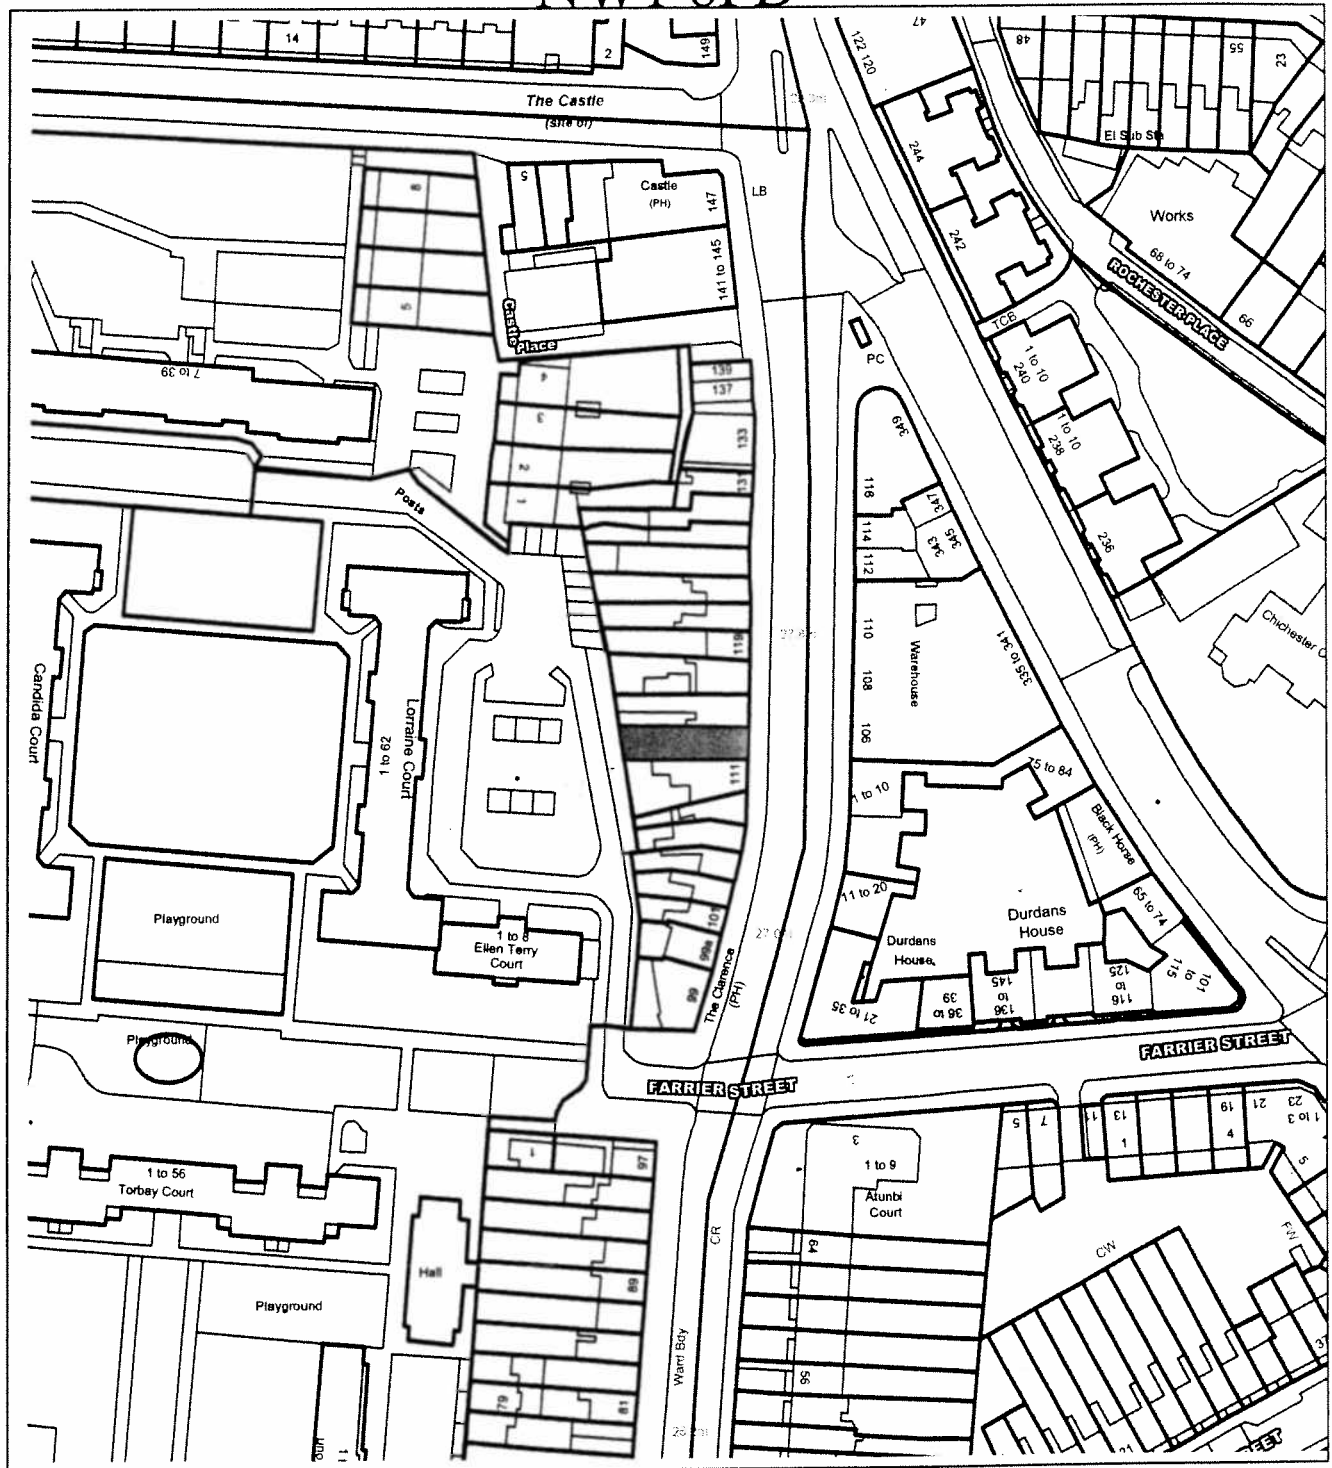 14
2
149
The Castle
(site of)
122 120
47
48
55
23
El Sub Sta
244
242
Works
68 to 74
ROCHESTER PLACE
66
LB
5
Castle
(PH)
147
141 to 145
8
5
Castle
Place
TCB
PC
1 to 10
240
1 to 10
238
236
7 to 39
4
3
2
1
139
137
133
131
349
116
347
345
343
114
112
Posts
Chichester C
110
108
106
Warehouse
335 to 341
119
111
Candida Court
Lorraine Court
1 to 62
75 to 84
1 to 10
Black Horse
(PH)
11 to 20
65 to 74
Durdans
House
Durdans
House
Playground
1 to 8
Ellen Terry
Court
101
99a
99
The Clarence
(PH)
21 to 35
36 to
39
145
to
136
125
to
116
101
to
115
Playground
FARRIER STREET
FARRIER STREET
1 to 56
Torbay Court
1
97
3
1 to 9
Atunbi
Court
5
7
11
13
1
19
4
21
23
1 to 3
5
64
CR
CW
FW
Hall
89
Playground
Ward Bdy
56
79
81
37